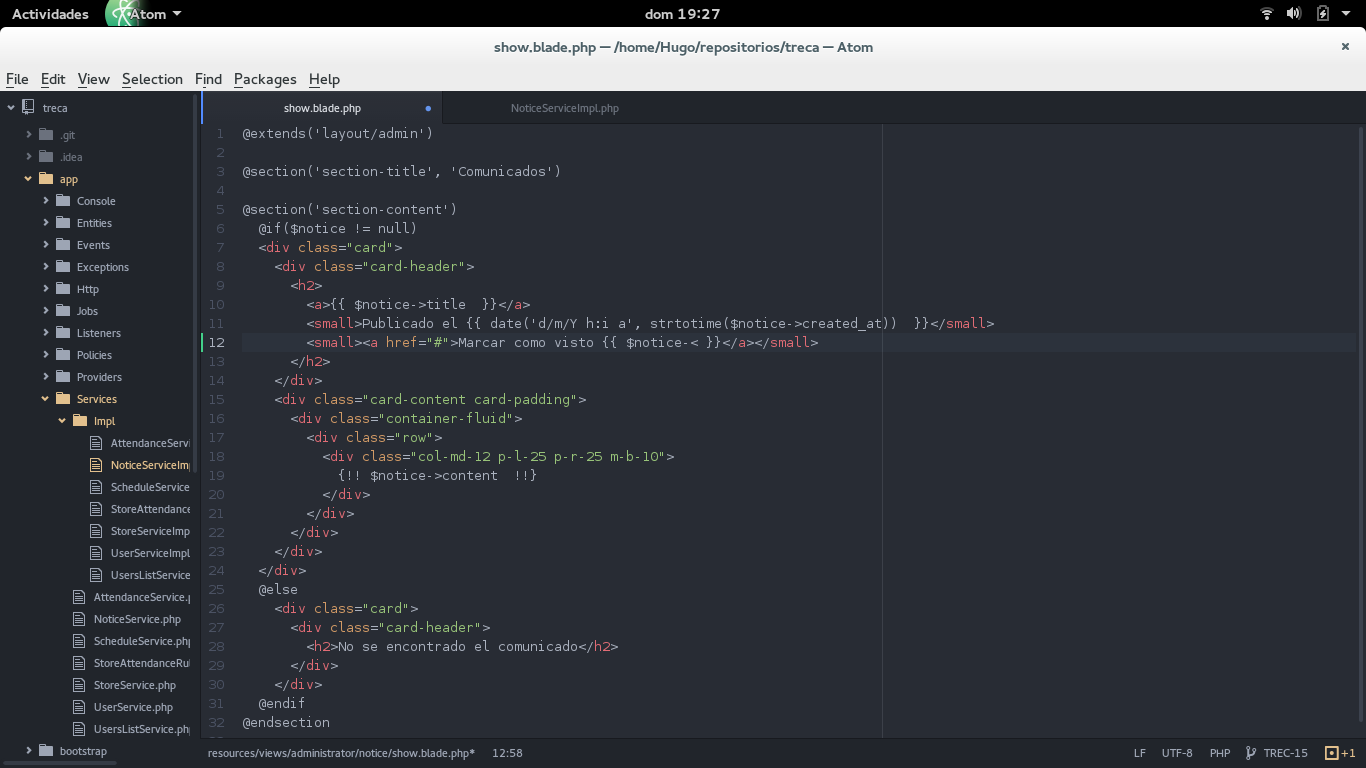 Actividades Atom dom 19:27
show.blade.php — /home/Hugo/repositorios/treca — Atom ×
File Edit View Selection Find Packages Help
treca
.git
.idea
app
Console
Entities
Events
Exceptions
Http
Jobs
Listeners
Policies
Providers
Services
Impl
AttendanceServi
NoticeServiceIm
ScheduleService
StoreAttendance
StoreServiceImp
UserServiceImpl
UsersListService
AttendanceService.p
NoticeService.php
ScheduleService.php
StoreAttendanceRul
StoreService.php
UserService.php
UsersListService.php
bootstrap
show.blade.php NoticeServiceImpl.php
1 @extends('layout/admin')
2
3 @section('section-title', 'Comunicados')
4
5 @section('section-content')
6 @if($notice != null)
7 <div class="card">
8 <div class="card-header">
9 <h2>
10 <a>{{ $notice->title  }}</a>
11 <small>Publicado el {{ date('d/m/Y h:i a', strtotime($notice->created_at))  }}</small>
12 <small><a href="#">Marcar como visto {{ $notice-< }}</a></small>
13 </h2>
14 </div>
15 <div class="card-content card-padding">
16 <div class="container-fluid">
17 <div class="row">
18 <div class="col-md-12 p-l-25 p-r-25 m-b-10">
19 {!! $notice->content  !!}
20 </div>
21 </div>
22 </div>
23 </div>
24 </div>
25 @else
26 <div class="card">
27 <div class="card-header">
28 <h2>No se encontrado el comunicado</h2>
29 </div>
30 </div>
31 @endif
32 @endsection
resources/views/administrator/notice/show.blade.php* 12:58 LF UTF-8 PHP TREC-15 +1